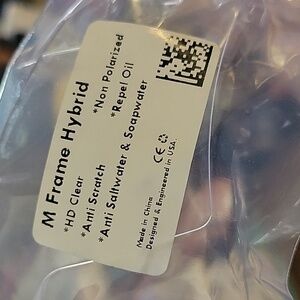 M Frame Hybrid
*HD Clear *Non Polarized
*Anti Scratch *Repel Oil
*Anti Saltwater & Soapwater
Made in China
Designed & Engineered in USA.